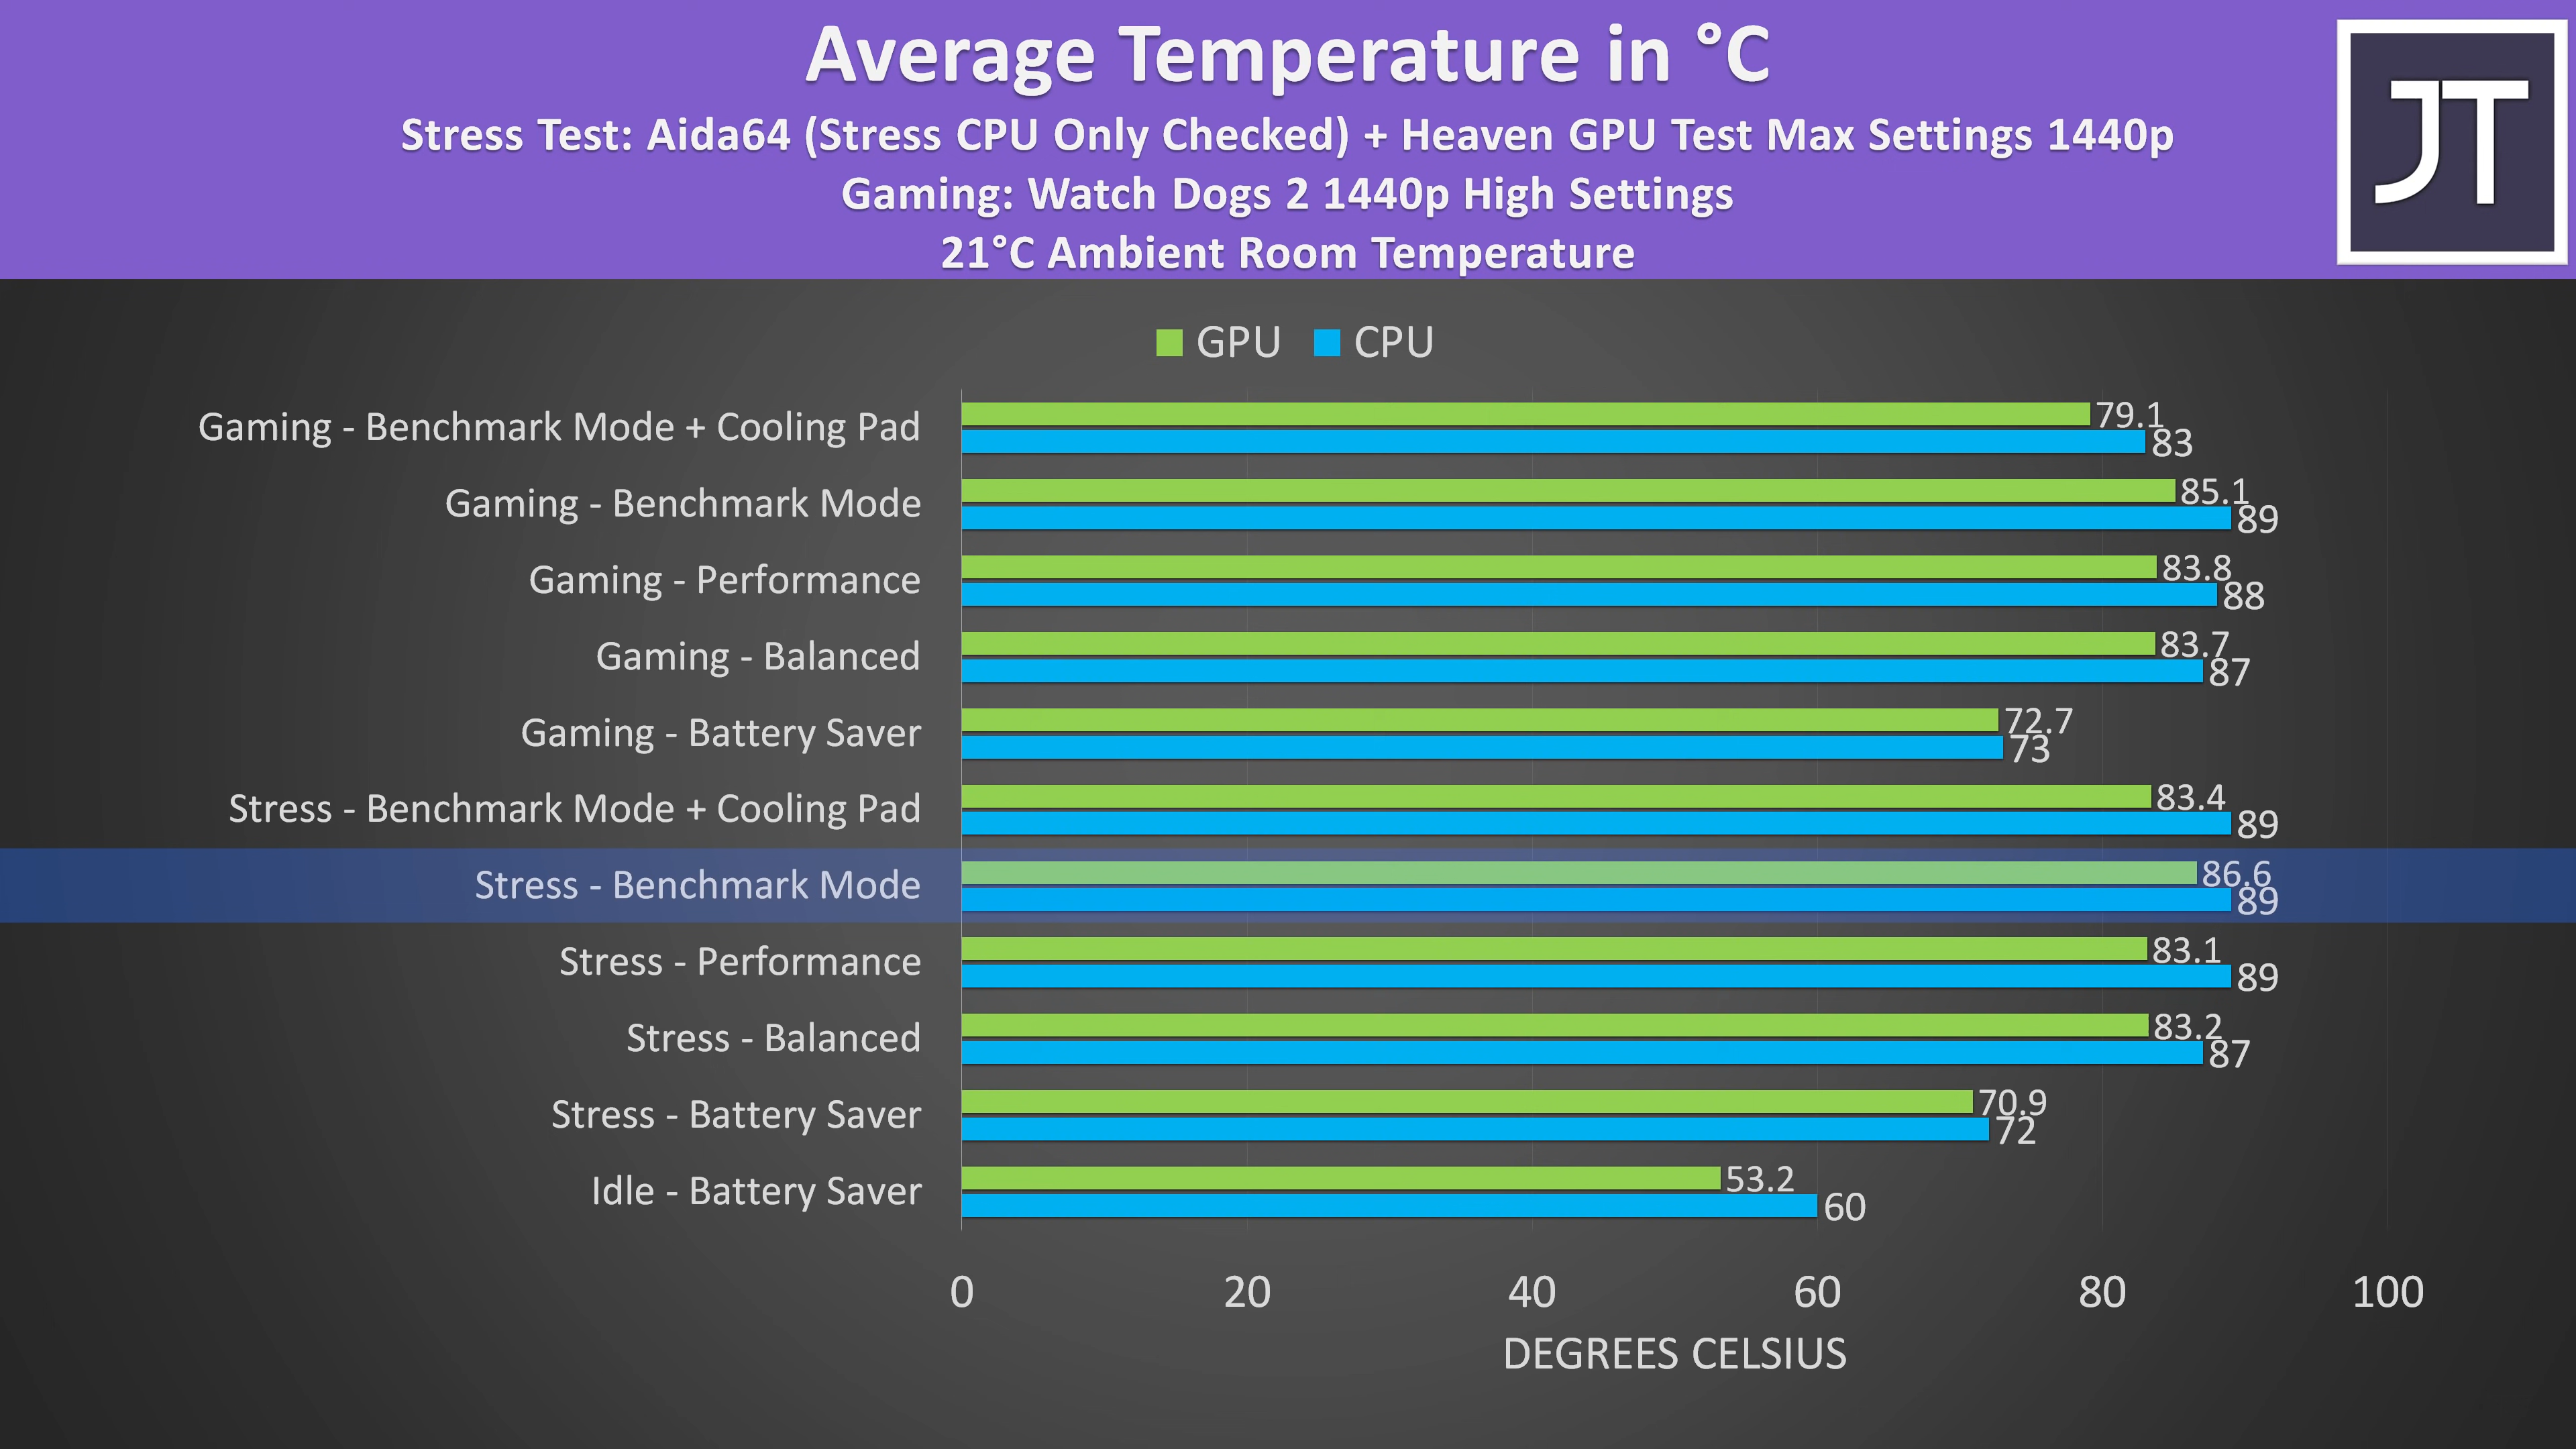 Average Temperature in °C
Stress Test: Aida64 (Stress CPU Only Checked) + Heaven GPU Test Max Settings 1440p
Gaming: Watch Dogs 2 1440p High Settings
21°C Ambient Room Temperature
JT
GPU CPU
Gaming - Benchmark Mode + Cooling Pad
79.1
83
Gaming - Benchmark Mode
85.1
89
Gaming - Performance
83.8
88
Gaming - Balanced
83.7
87
Gaming - Battery Saver
72.7
73
Stress - Benchmark Mode + Cooling Pad
83.4
89
Stress - Benchmark Mode
86.6
89
Stress - Performance
83.1
89
Stress - Balanced
83.2
87
Stress - Battery Saver
70.9
72
Idle - Battery Saver
53.2
60
0 20 40 60 80 100
DEGREES CELSIUS